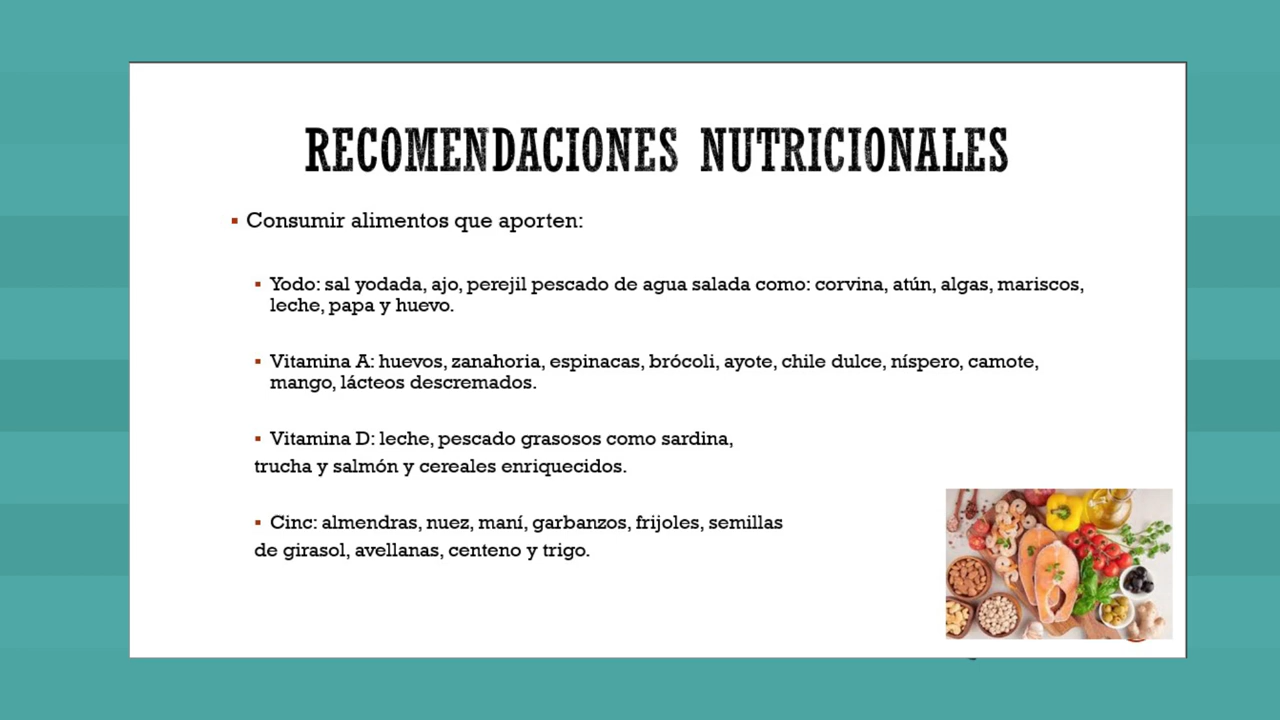 RECOMENDACIONES NUTRICIONALES
▪ Consumir alimentos que aporten:
▪ Yodo: sal yodada, ajo, perejil pescado de agua salada como: corvina, atún, algas, mariscos,
leche, papa y huevo.
▪ Vitamina A: huevos, zanahoria, espinacas, brócoli, ayote, chile dulce, níspero, camote,
mango, lácteos descremados.
▪ Vitamina D: leche, pescado grasosos como sardina,
trucha y salmón y cereales enriquecidos.
▪ Cinc: almendras, nuez, maní, garbanzos, frijoles, semillas
de girasol, avellanas, centeno y trigo.